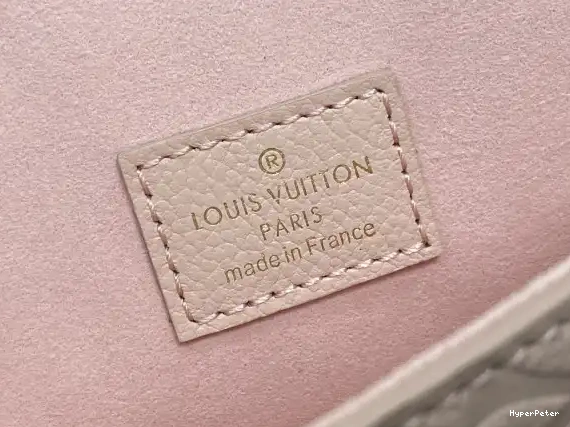 ®
LOUIS VUITTON
PARIS
made in France
HyperPeter